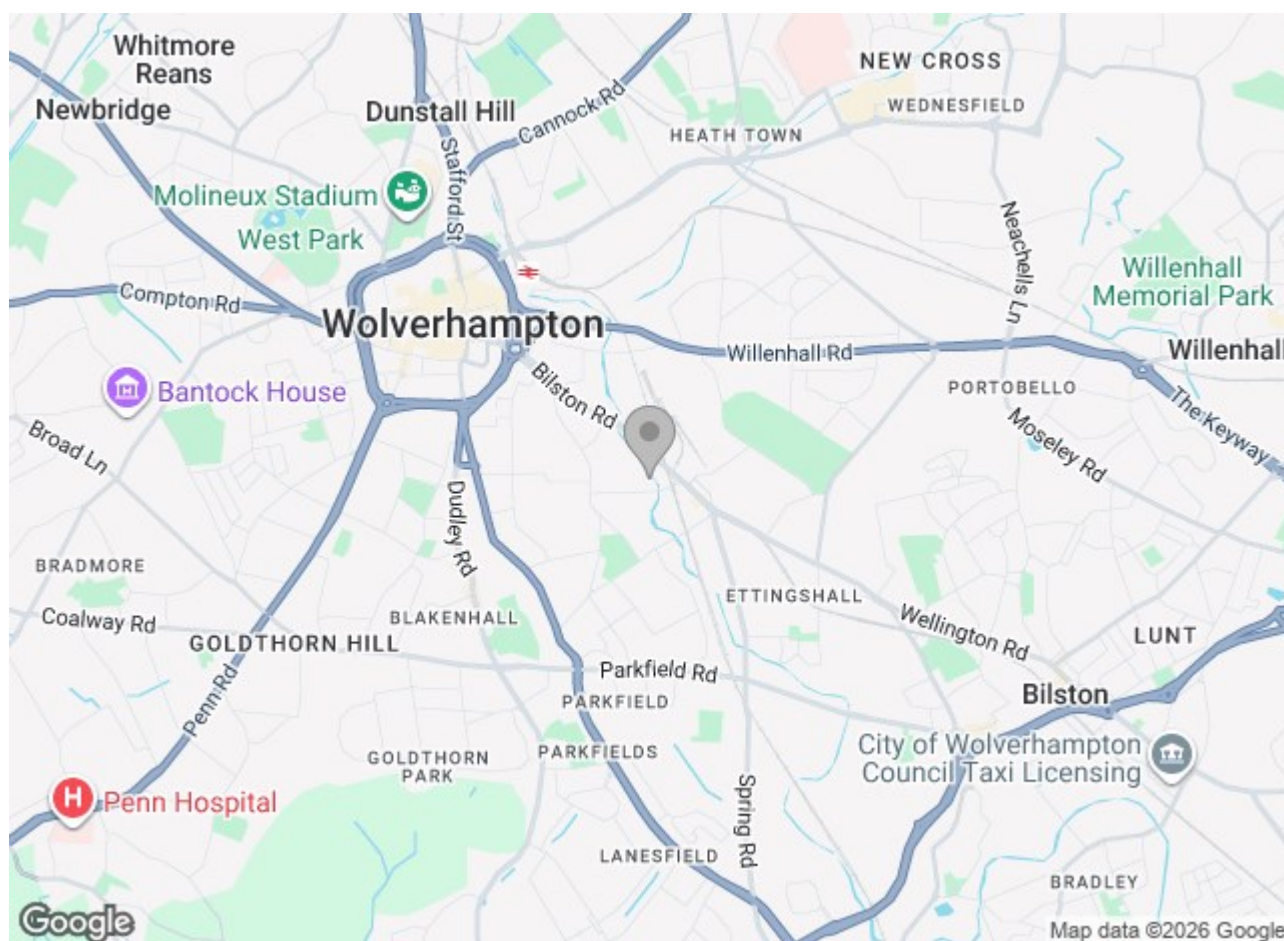 Whitmore
Reans
Newbridge
Dunstall Hill
Cannock Rd
NEW CROSS
WEDNESFIELD
HEATH TOWN
Stafford St
Molineux Stadium
West Park
Neachells Ln
Willenhall
Memorial Park
Compton Rd
Wolverhampton
Willenhall Rd
Willenhall
Bantock House
Bilston Rd
PORTOBELLO
The Keyway
Broad Ln
Moseley Rd
Dudley Rd
BRADMORE
Coalway Rd
BLAKENHALL
ETTINGSHALL
GOLDTHORN HILL
Wellington Rd
LUNT
Penn Rd
Parkfield Rd
PARKFIELD
Bilston
GOLDTHORN
PARK
PARKFIELDS
City of Wolverhampton
Council Taxi Licensing
H
Penn Hospital
Spring Rd
LANESFIELD
BRADLEY
Google
Map data ©2026 Google